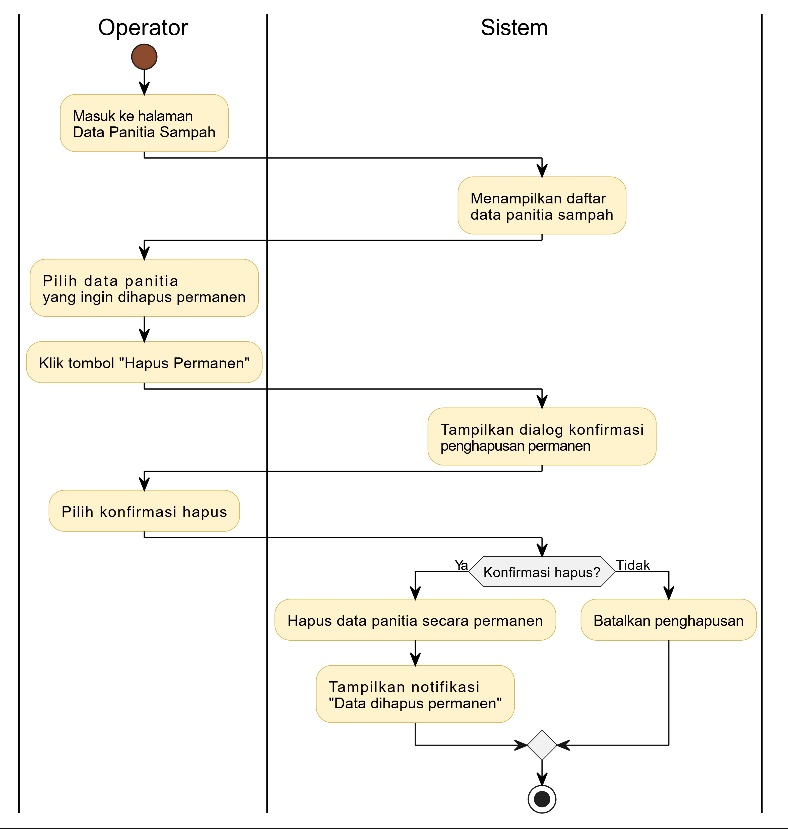 Operator
Sistem
Masuk ke halaman
Data Panitia Sampah
Menampilkan daftar
data panitia sampah
Pilih data panitia
yang ingin dihapus permanen
Klik tombol "Hapus Permanen"
Tampilkan dialog konfirmasi
penghapusan permanen
Pilih konfirmasi hapus
Ya
Konfirmasi hapus?
Tidak
Hapus data panitia secara permanen
Batalkan penghapusan
Tampilkan notifikasi
"Data dihapus permanen"